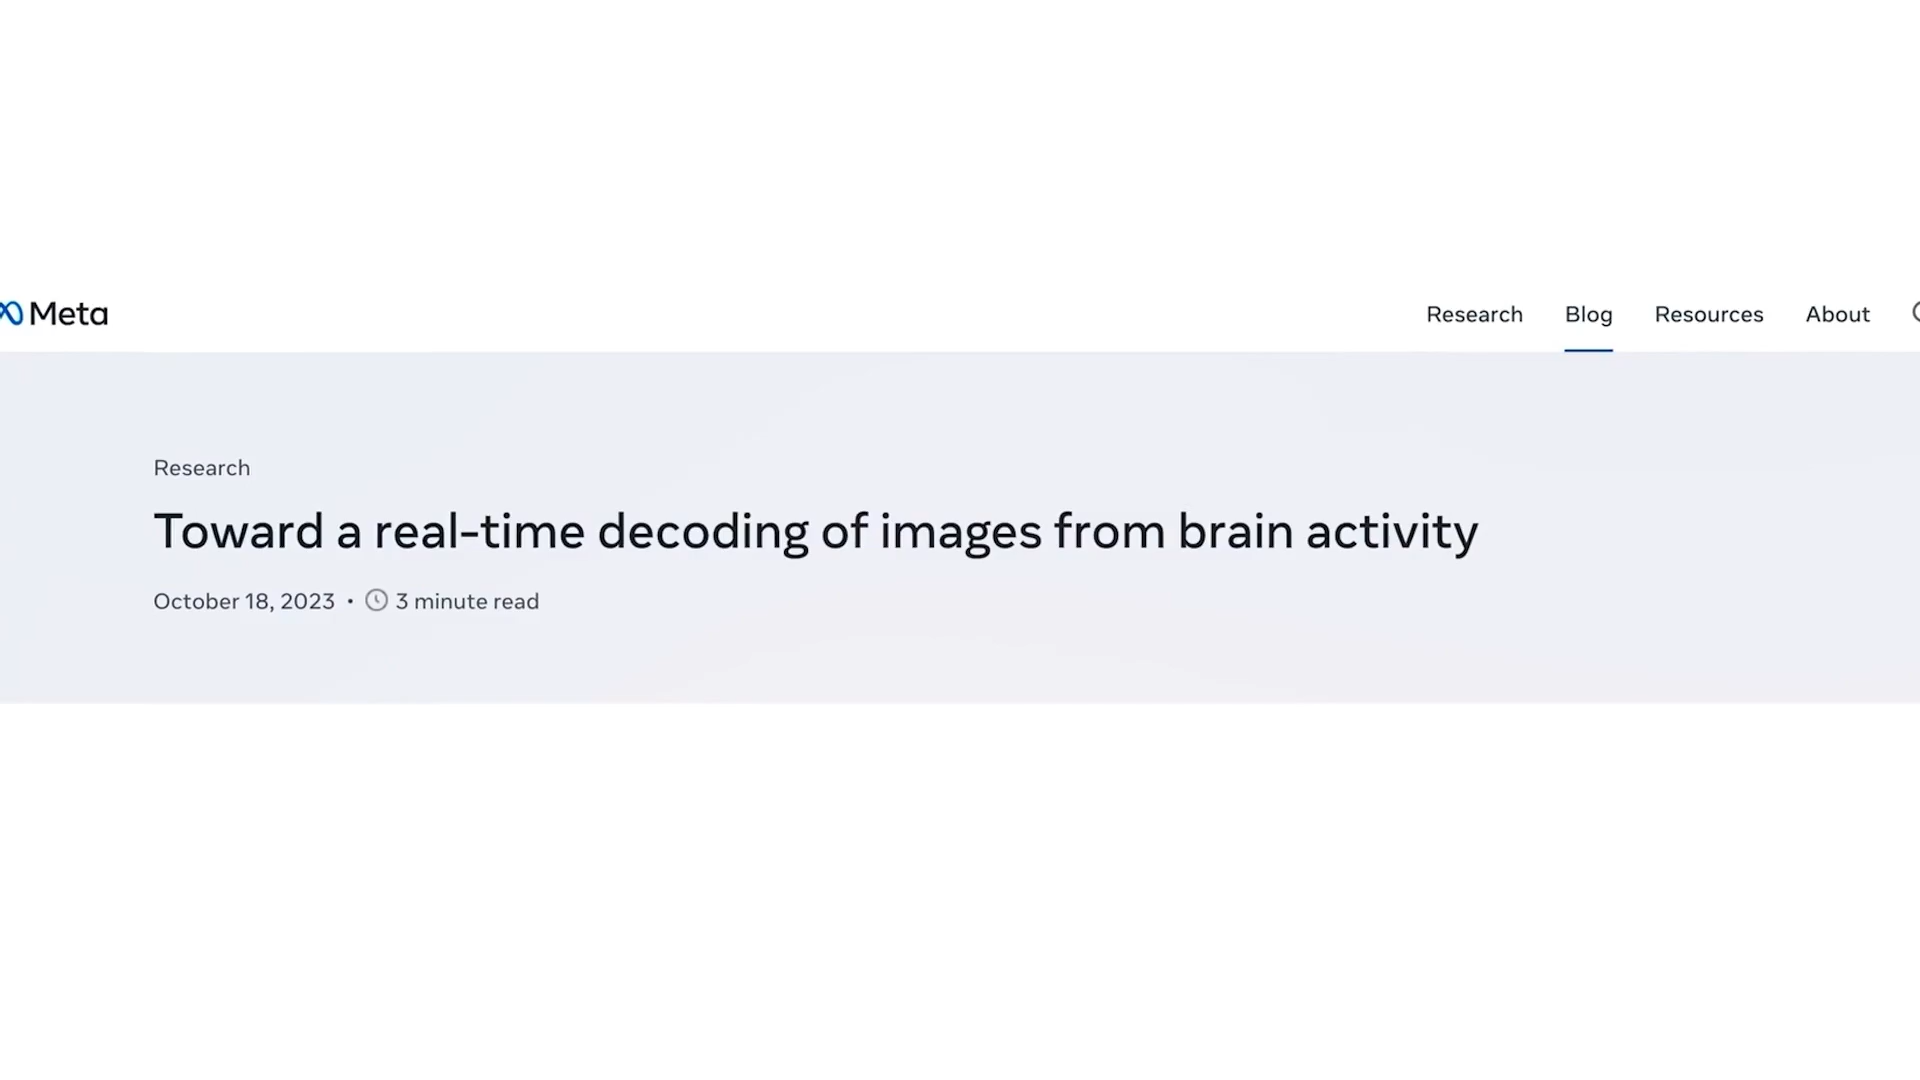 Meta
Research Blog Resources About
Research
Toward a real-time decoding of images from brain activity
October 18, 2023 • 3 minute read